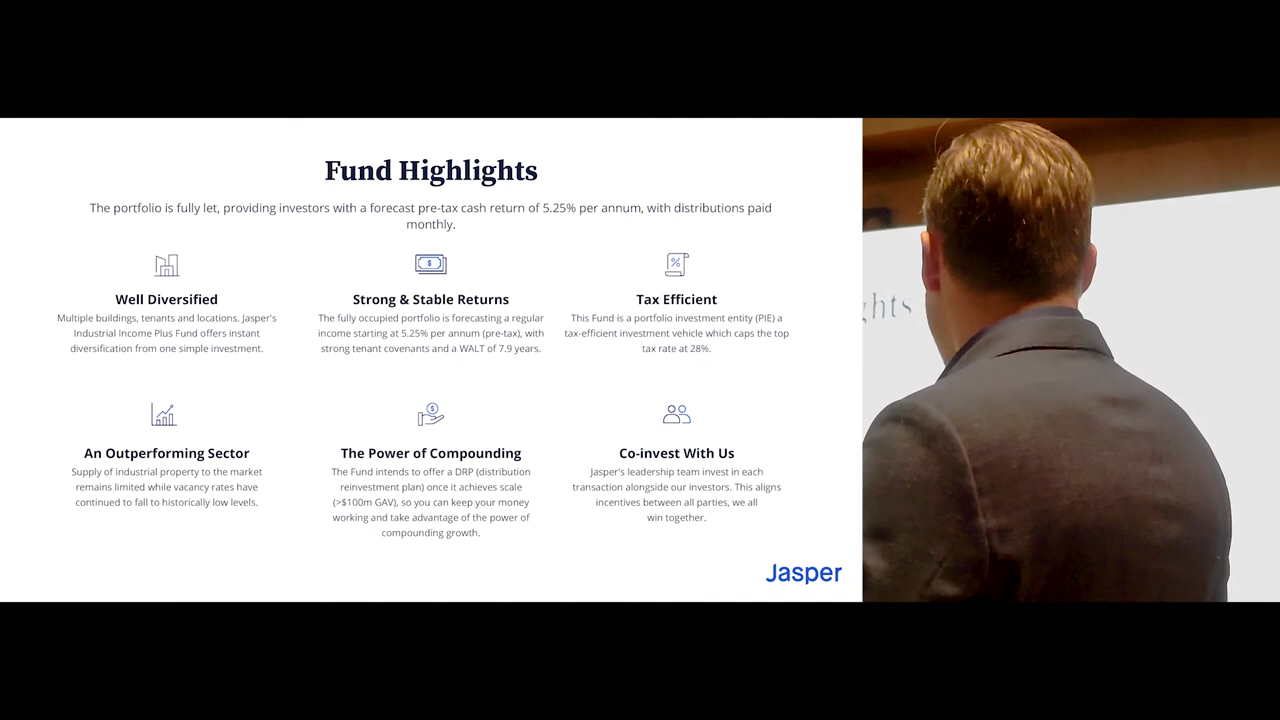 Fund Highlights
The portfolio is fully let, providing investors with a forecast pre-tax cash return of 5.25% per annum, with distributions paid
monthly.
Well Diversified
Multiple buildings, tenants and locations. Jasper's
Industrial Income Plus Fund offers instant
diversification from one simple investment.
Strong & Stable Returns
The fully occupied portfolio is forecasting a regular
income starting at 5.25% per annum (pre-tax), with
strong tenant covenants and a WALT of 7.9 years.
Tax Efficient
This Fund is a portfolio investment entity (PIE) a
tax-efficient investment vehicle which caps the top
tax rate at 28%.
An Outperforming Sector
Supply of industrial property to the market
remains limited while vacancy rates have
continued to fall to historically low levels.
The Power of Compounding
The Fund intends to offer a DRP (distribution
reinvestment plan) once it achieves scale
(>$100m GAV), so you can keep your money
working and take advantage of the power of
compounding growth.
Co-invest With Us
Jasper's leadership team invest in each
transaction alongside our investors. This aligns
incentives between all parties, we all
win together.
Jasper
ghts